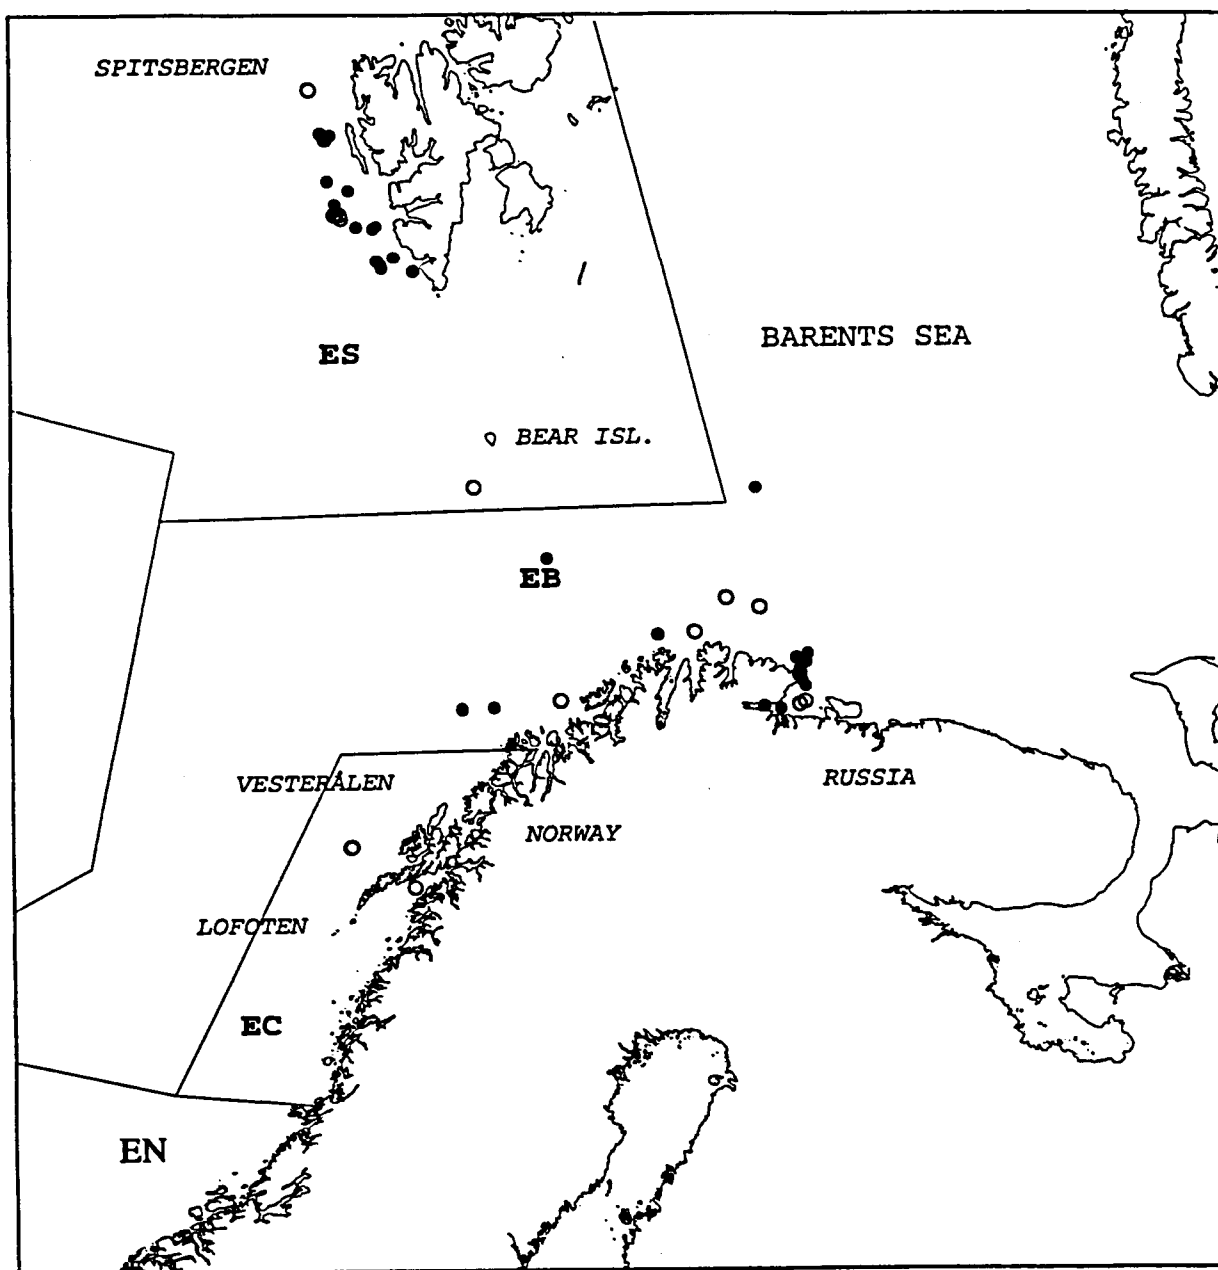 SPITSBERGEN
BARENTS SEA
ES
BEAR ISL.
EB
VESTERÅLEN
RUSSIA
NORWAY
LOFOTEN
EC
EN